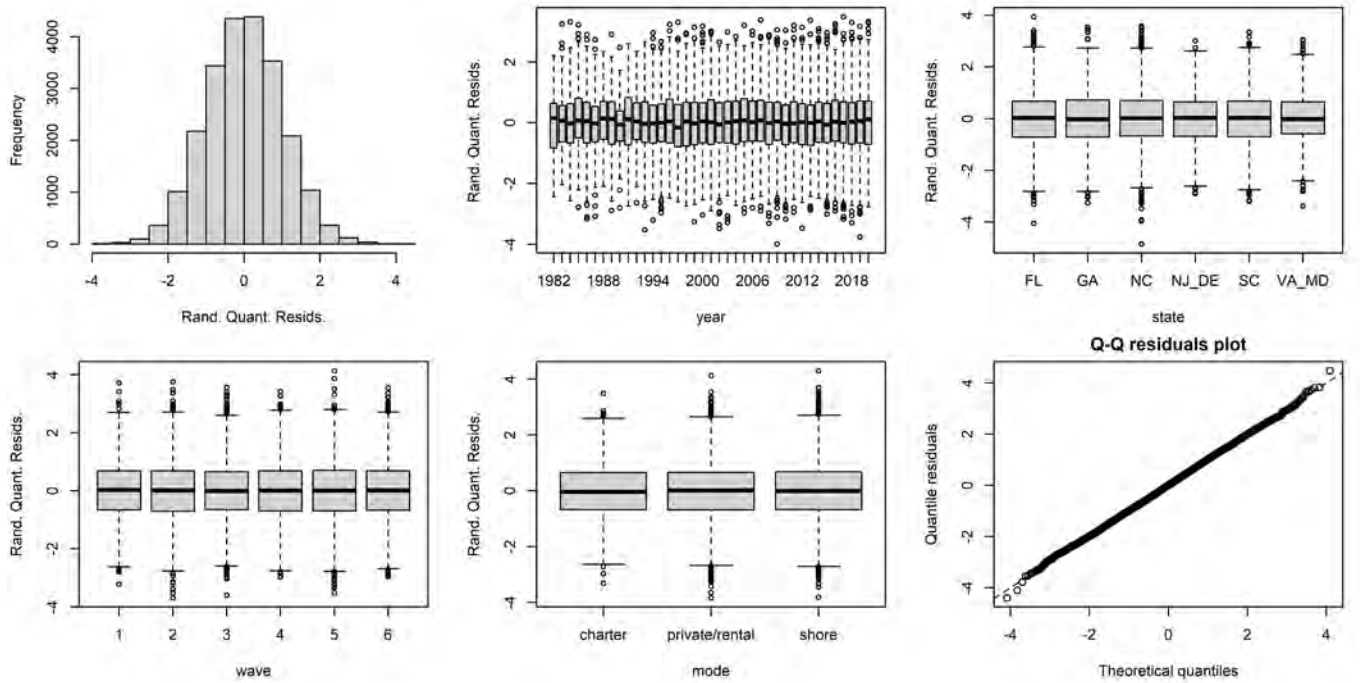 Frequency
0 1000 2000 3000 4000
-4 -2 0 2 4
Rand. Quant. Resids.
Rand. Quant. Resids.
-4 -2 0 2
1982 1988 1994 2000 2006 2012 2018
year
Rand. Quant. Resids.
-4 -2 0 2 4
FL GA NC NJ_DE SC VA_MD
state
Rand. Quant. Resids.
-4 -2 0 2 4
1 2 3 4 5 6
wave
Rand. Quant. Resids.
-4 -2 0 2 4
charter private/rental shore
mode
Q-Q residuals plot
Quantile residuals
-4 -2 0 2 4
-4 -2 0 2 4
Theoretical quantiles